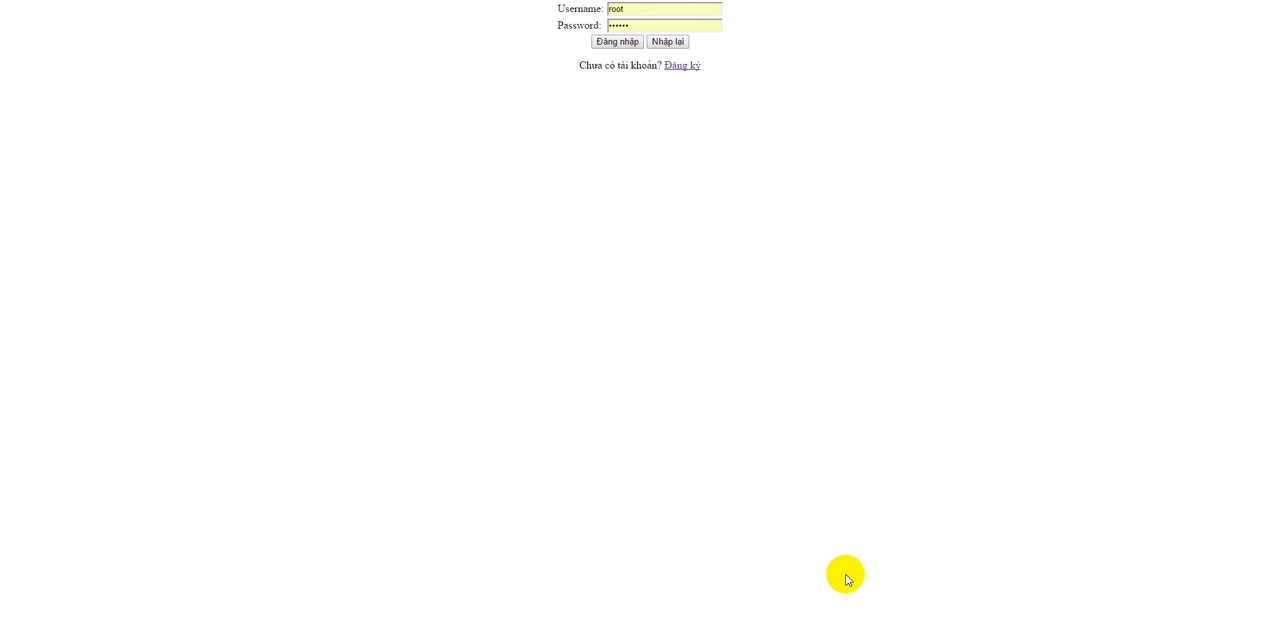 Username: root
Password: ••••••
Đăng nhập Nhập lại
Chưa có tài khoản? Đăng ký